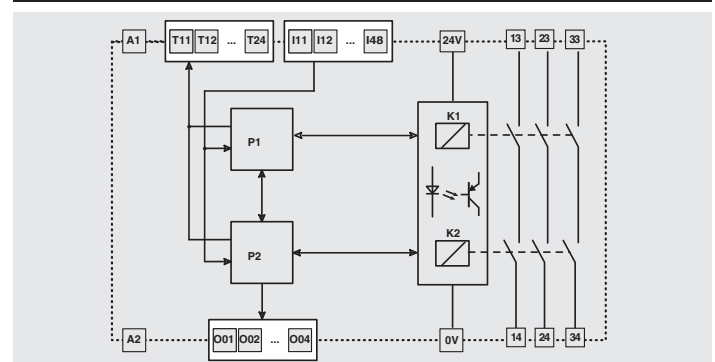 A1 T11 T12 ... T24 I11 I12 ... I48 24V 13 23 33
K1
P1
K2
P2
A2 O01 O02 ... O04 0V 14 24 34